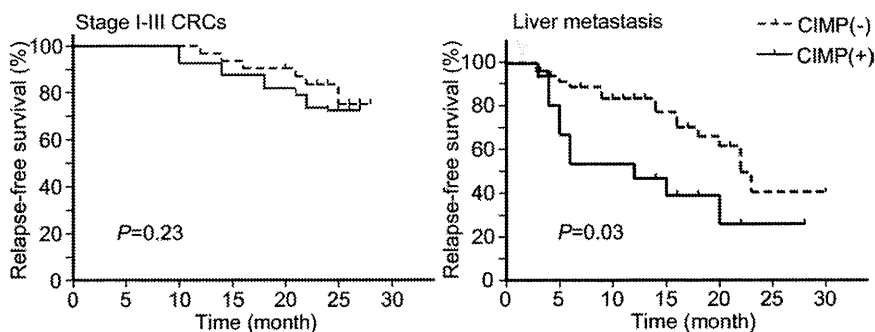 Stage I-III CRCs
Relapse-free survival (%)
100
80
60
40
20
0
P=0.23
0 5 10 15 20 25 30
Time (month)
Liver metastasis
CIMP(-)
CIMP(+)
Relapse-free survival (%)
100
80
60
40
20
0
P=0.03
0 5 10 15 20 25 30
Time (month)